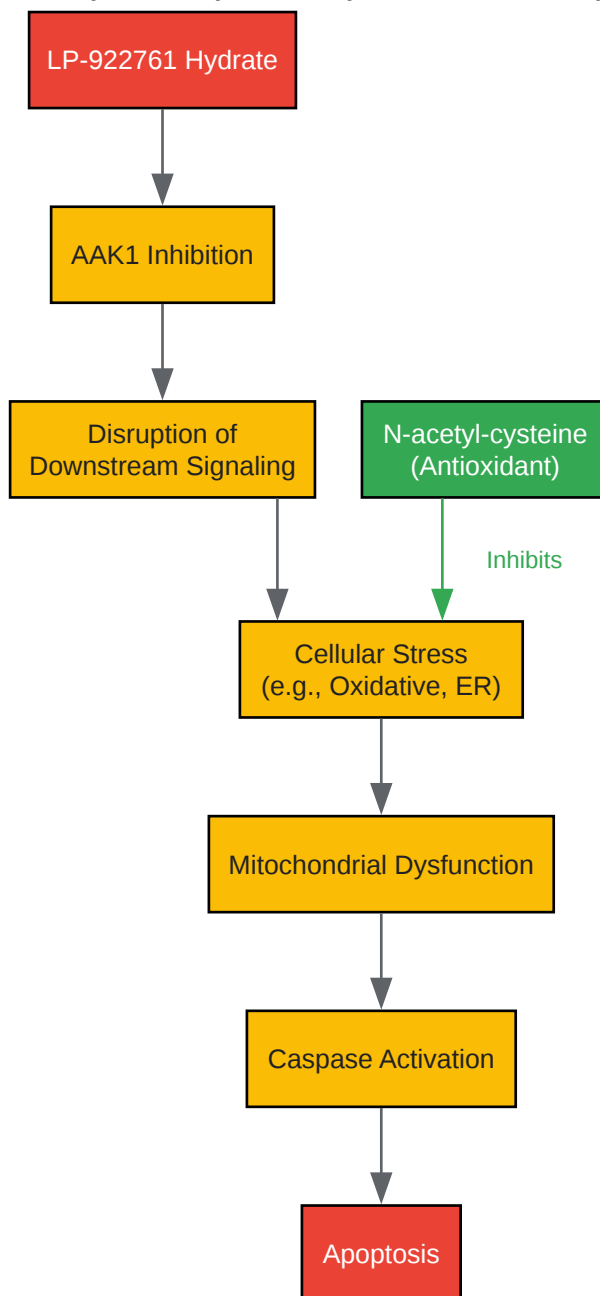 LP-922761 Hydrate
AAK1 Inhibition
Disruption of
Downstream Signaling
N-acetyl-cysteine
(Antioxidant)
Inhibits
Cellular Stress
(e.g., Oxidative, ER)
Mitochondrial Dysfunction
Caspase Activation
Apoptosis